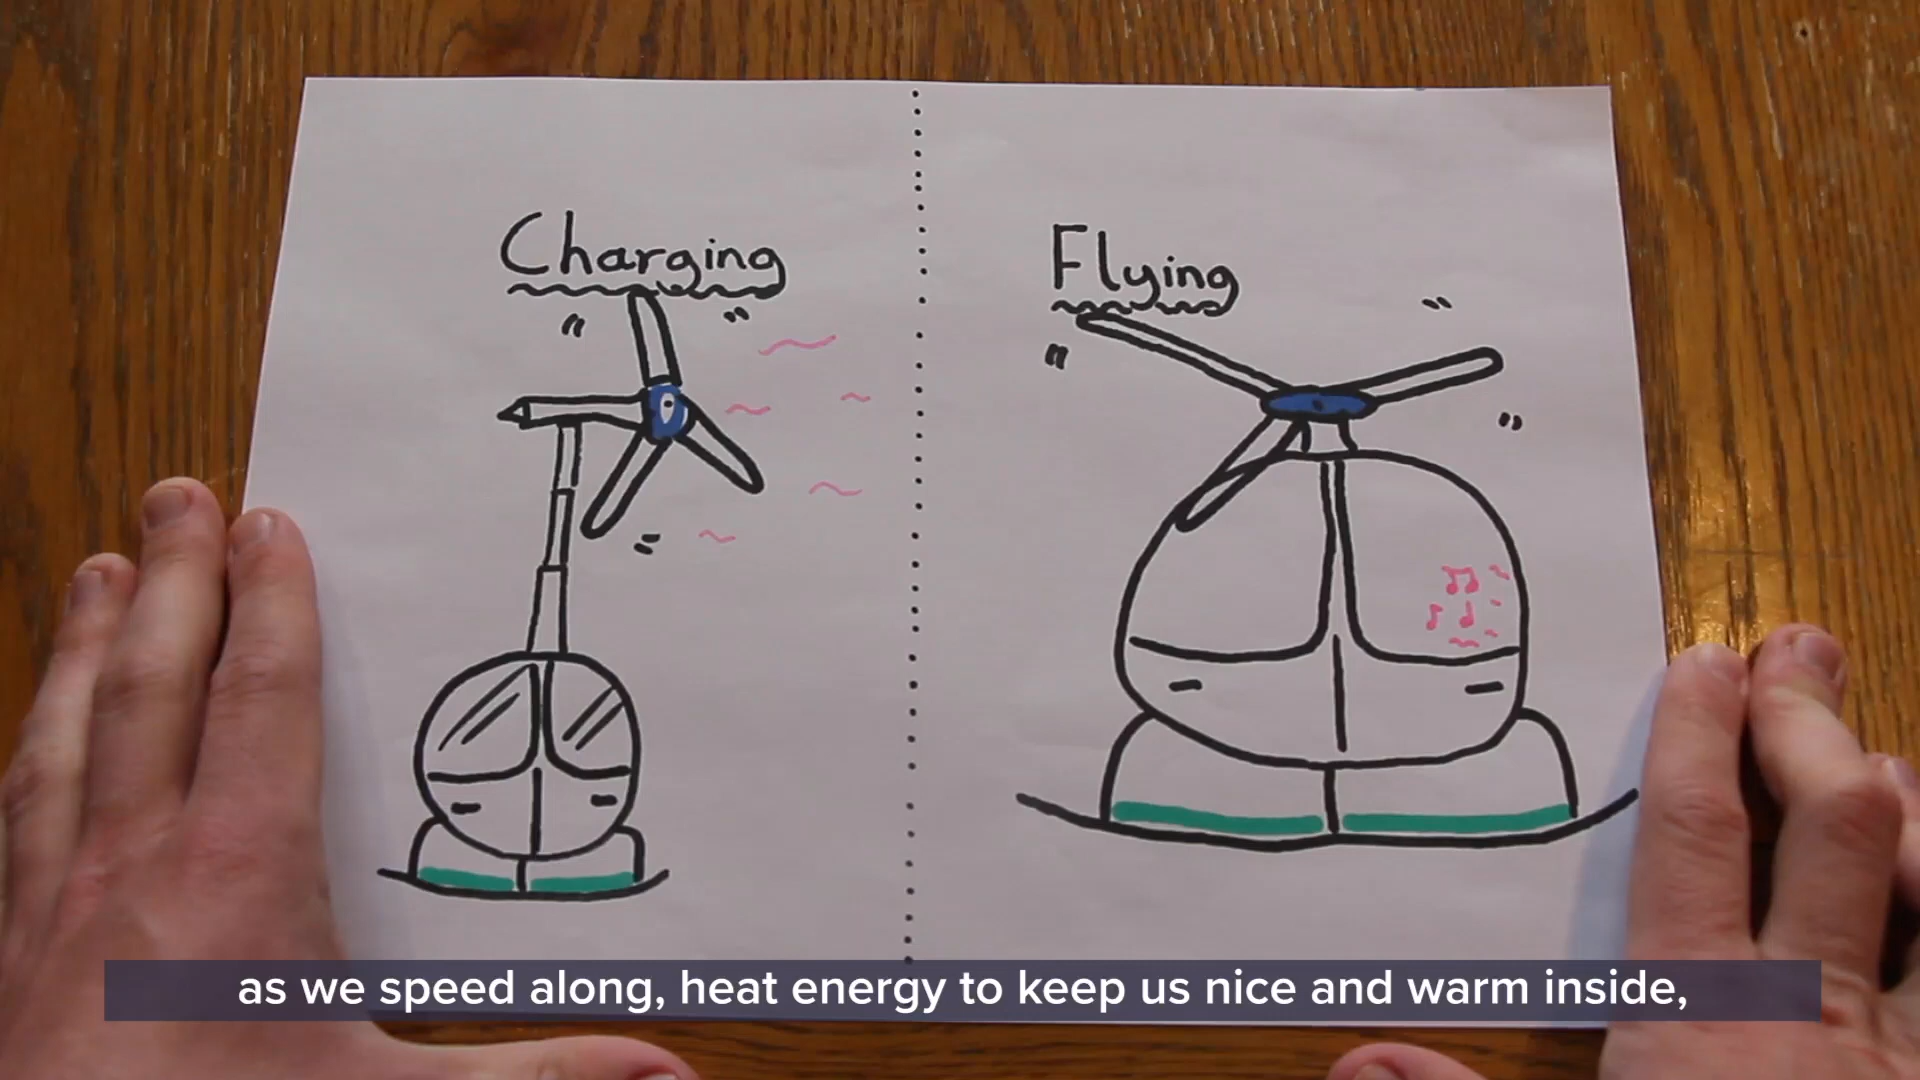 Charging
Flying
as we speed along, heat energy to keep us nice and warm inside,